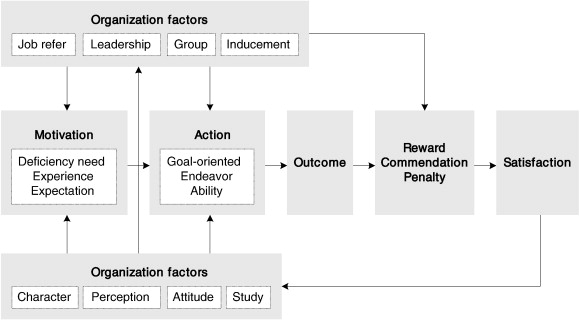 Organization factors
Job refer Leadership Group Inducement
Motivation
Deficiency need
Experience
Expectation
Action
Goal-oriented
Endeavor
Ability
Outcome
Reward
Commendation
Penalty
Satisfaction
Organization factors
Character Perception Attitude Study